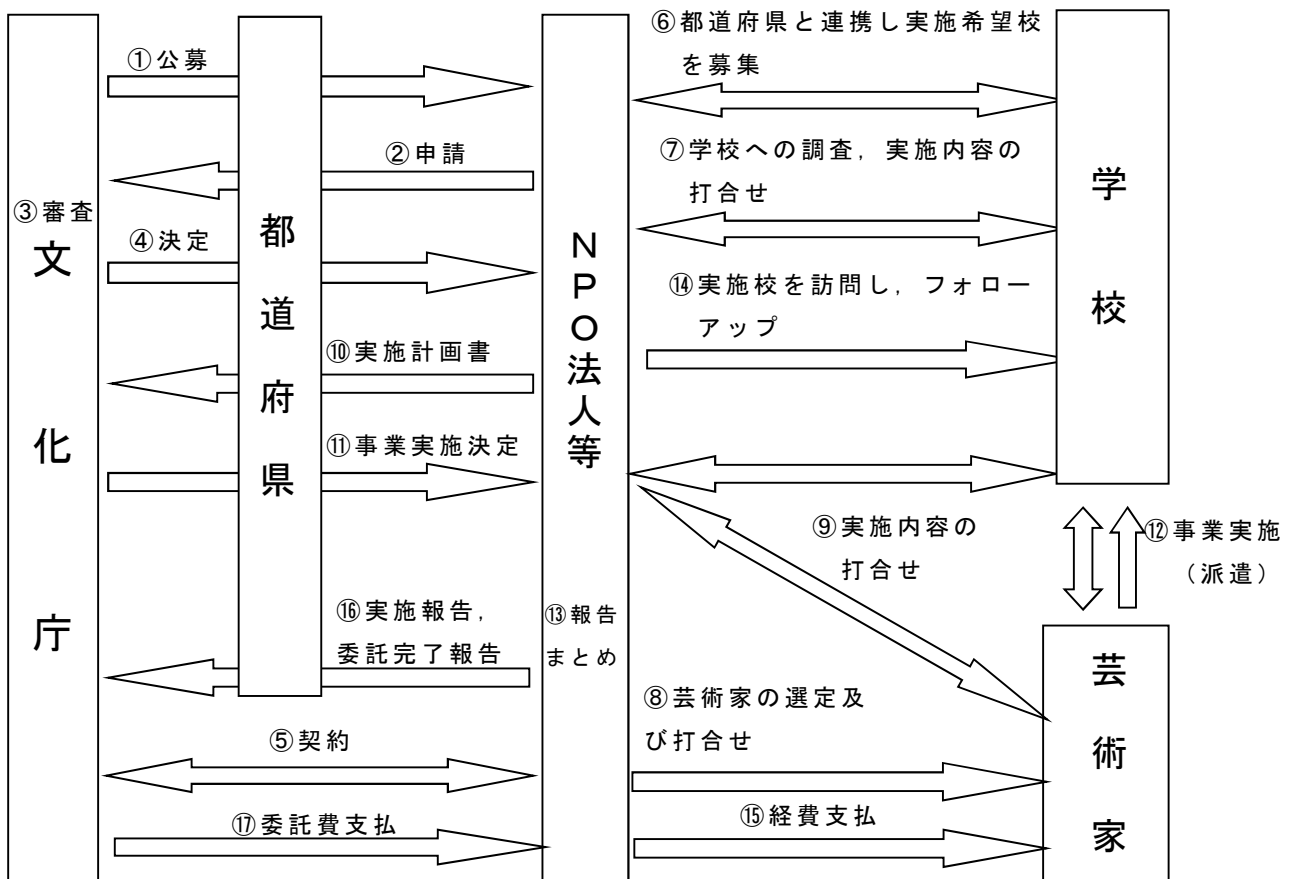 ①公募
②申請
③審査
文化庁
④決定
都道府県
⑩実施計画書
⑪事業実施決定
⑯実施報告,
委託完了報告
⑤契約
⑰委託費支払
NPO法人等
⑬報告
まとめ
⑥都道府県と連携し実施希望校
を募集
⑦学校への調査, 実施内容の
打合せ
⑭実施校を訪問し, フォロー
アップ
学校
⑨実施内容の
打合せ
⑫事業実施
(派遣)
⑧芸術家の選定及
び打合せ
⑮経費支払
芸術家